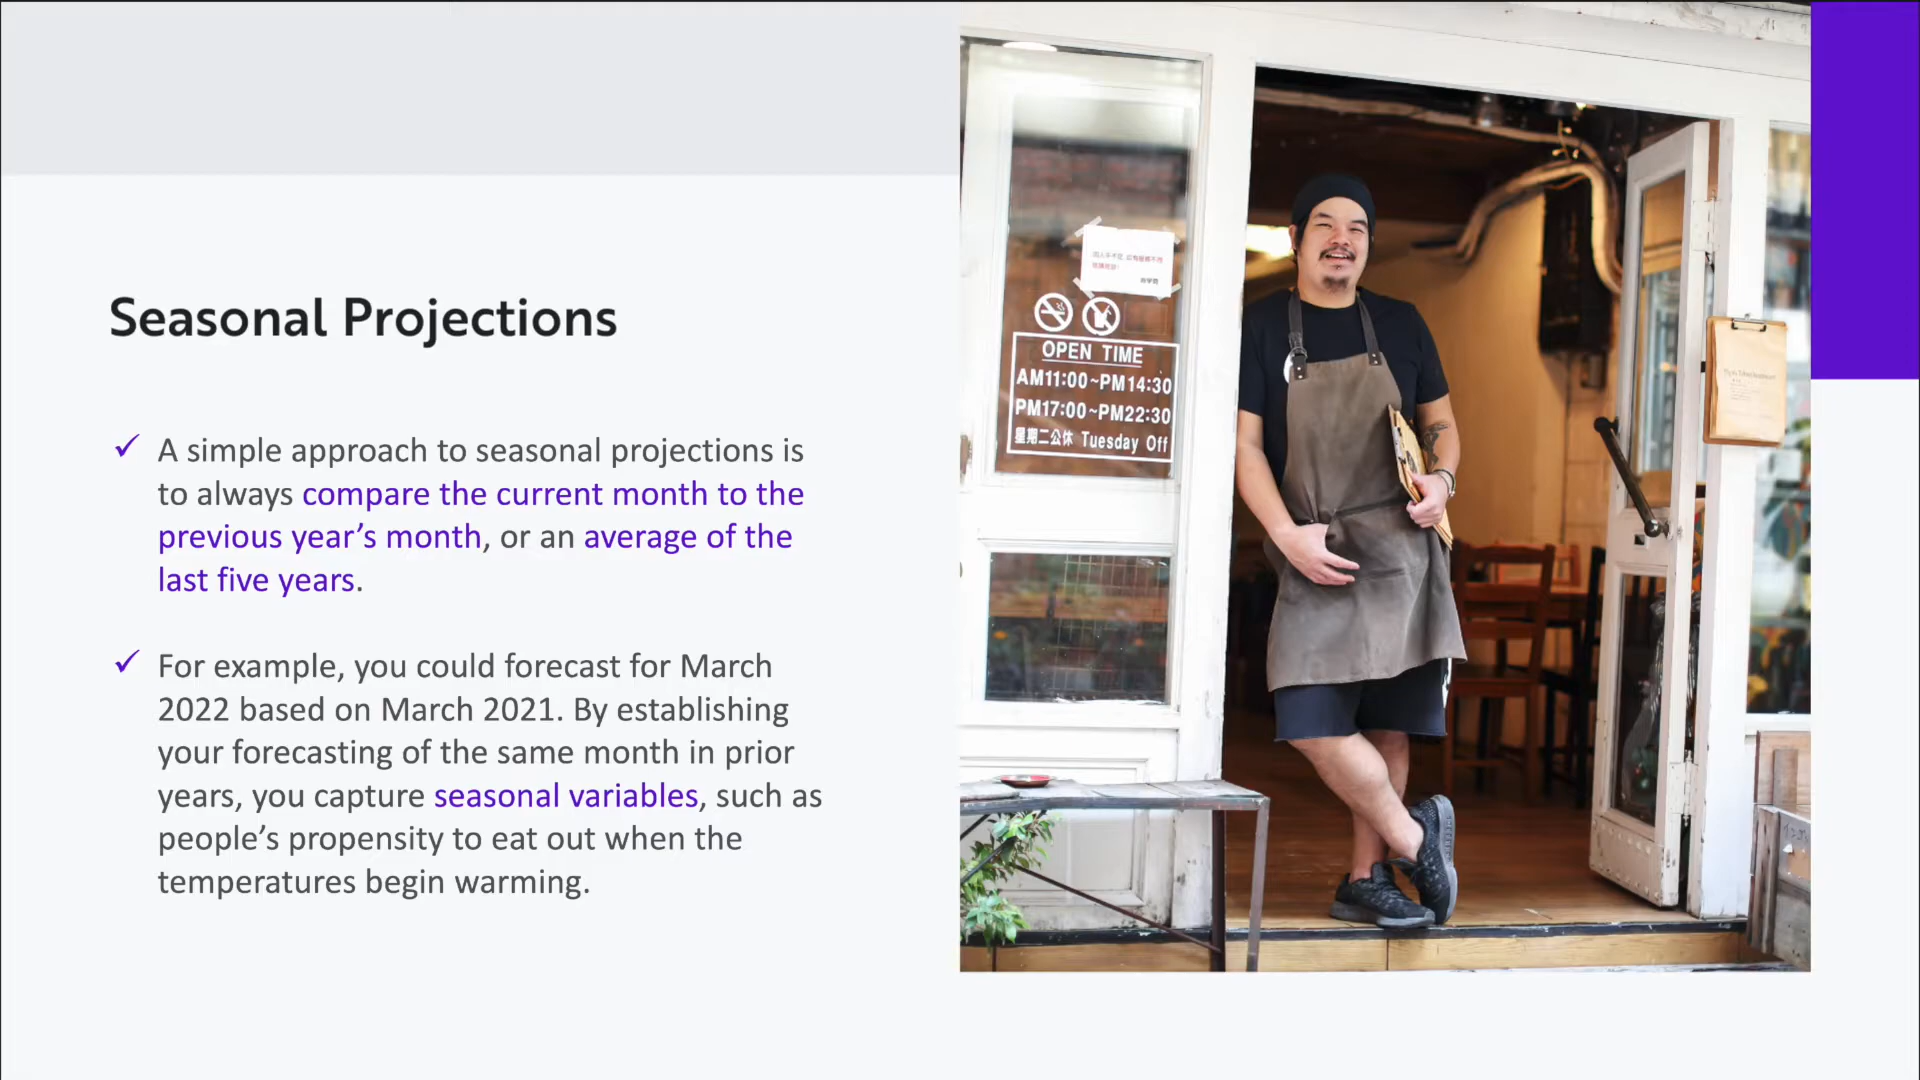 Seasonal Projections
✓ A simple approach to seasonal projections is
to always compare the current month to the
previous year’s month, or an average of the
last five years.
✓ For example, you could forecast for March
2022 based on March 2021. By establishing
your forecasting of the same month in prior
years, you capture seasonal variables, such as
people’s propensity to eat out when the
temperatures begin warming.
OPEN TIME
AM11:00~PM14:30
PM17:00~PM22:30
星期二公休 Tuesday Off